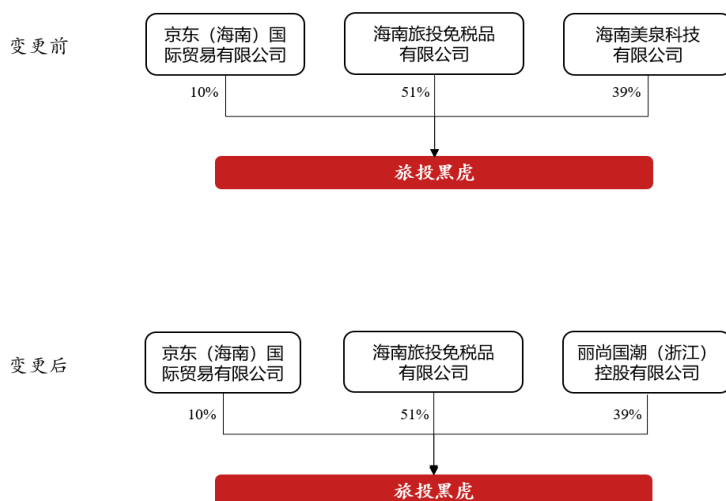 变更前
京东（海南）国
际贸易有限公司
海南旅投免税品
有限公司
海南美泉科技
有限公司
10%
51%
39%
旅投黑虎
变更后
京东（海南）国
际贸易有限公司
海南旅投免税品
有限公司
丽尚国潮（浙江）
控股有限公司
10%
51%
39%
旅投黑虎